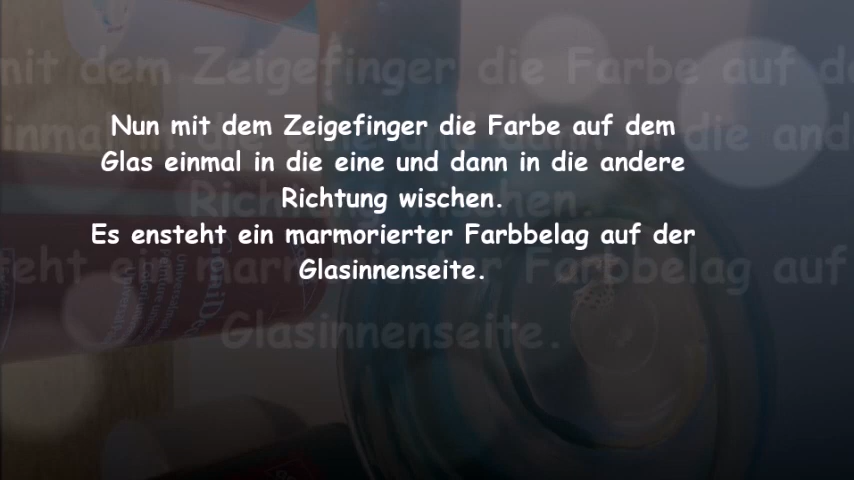 Nun mit dem Zeigefinger die Farbe auf dem
Glas einmal in die eine und dann in die andere
Richtung wischen.
Es ensteht ein marmorierter Farbbelag auf der
Glasinnenseite.